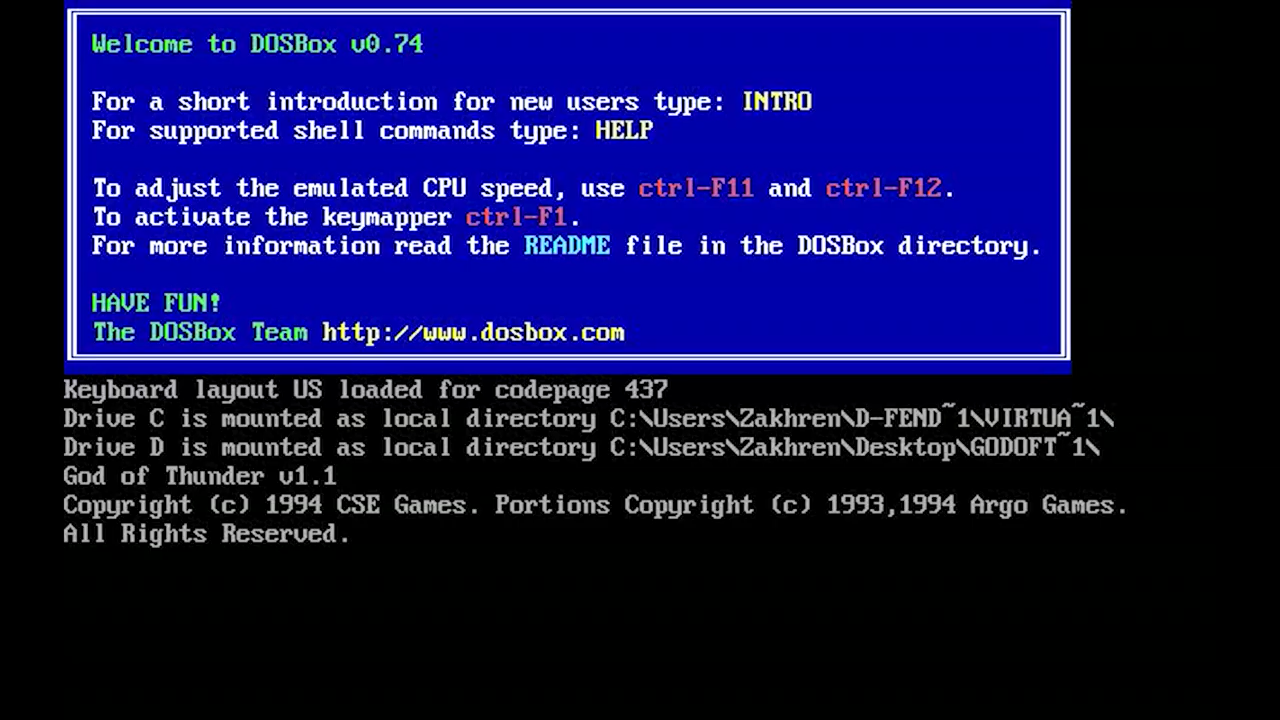 Welcome to DOSBox v0.74
For a short introduction for new users type: INTRO
For supported shell commands type: HELP
To adjust the emulated CPU speed, use ctrl-F11 and ctrl-F12.
To activate the keymapper ctrl-F1.
For more information read the README file in the DOSBox directory.
HAVE FUN!
The DOSBox Team http://www.dosbox.com
Keyboard layout US loaded for codepage 437
Drive C is mounted as local directory C:\Users\Zakhren\D-FEND~1\VIRTUA~1\
Drive D is mounted as local directory C:\Users\Zakhren\Desktop\GODOFT~1\
God of Thunder v1.1
Copyright (c) 1994 CSE Games. Portions Copyright (c) 1993,1994 Argo Games.
All Rights Reserved.